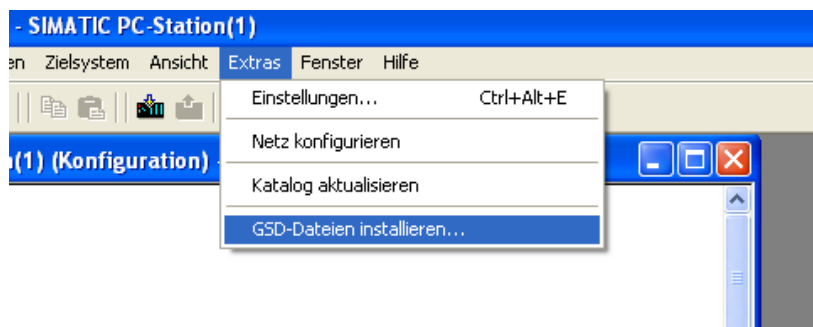 - SIMATIC PC-Station(1)
en Zielsystem Ansicht Extras Fenster Hilfe
Einstellungen... Ctrl+Alt+E
Netz konfigurieren
(1) (Konfiguration) -
Katalog aktualisieren
GSD-Dateien installieren...